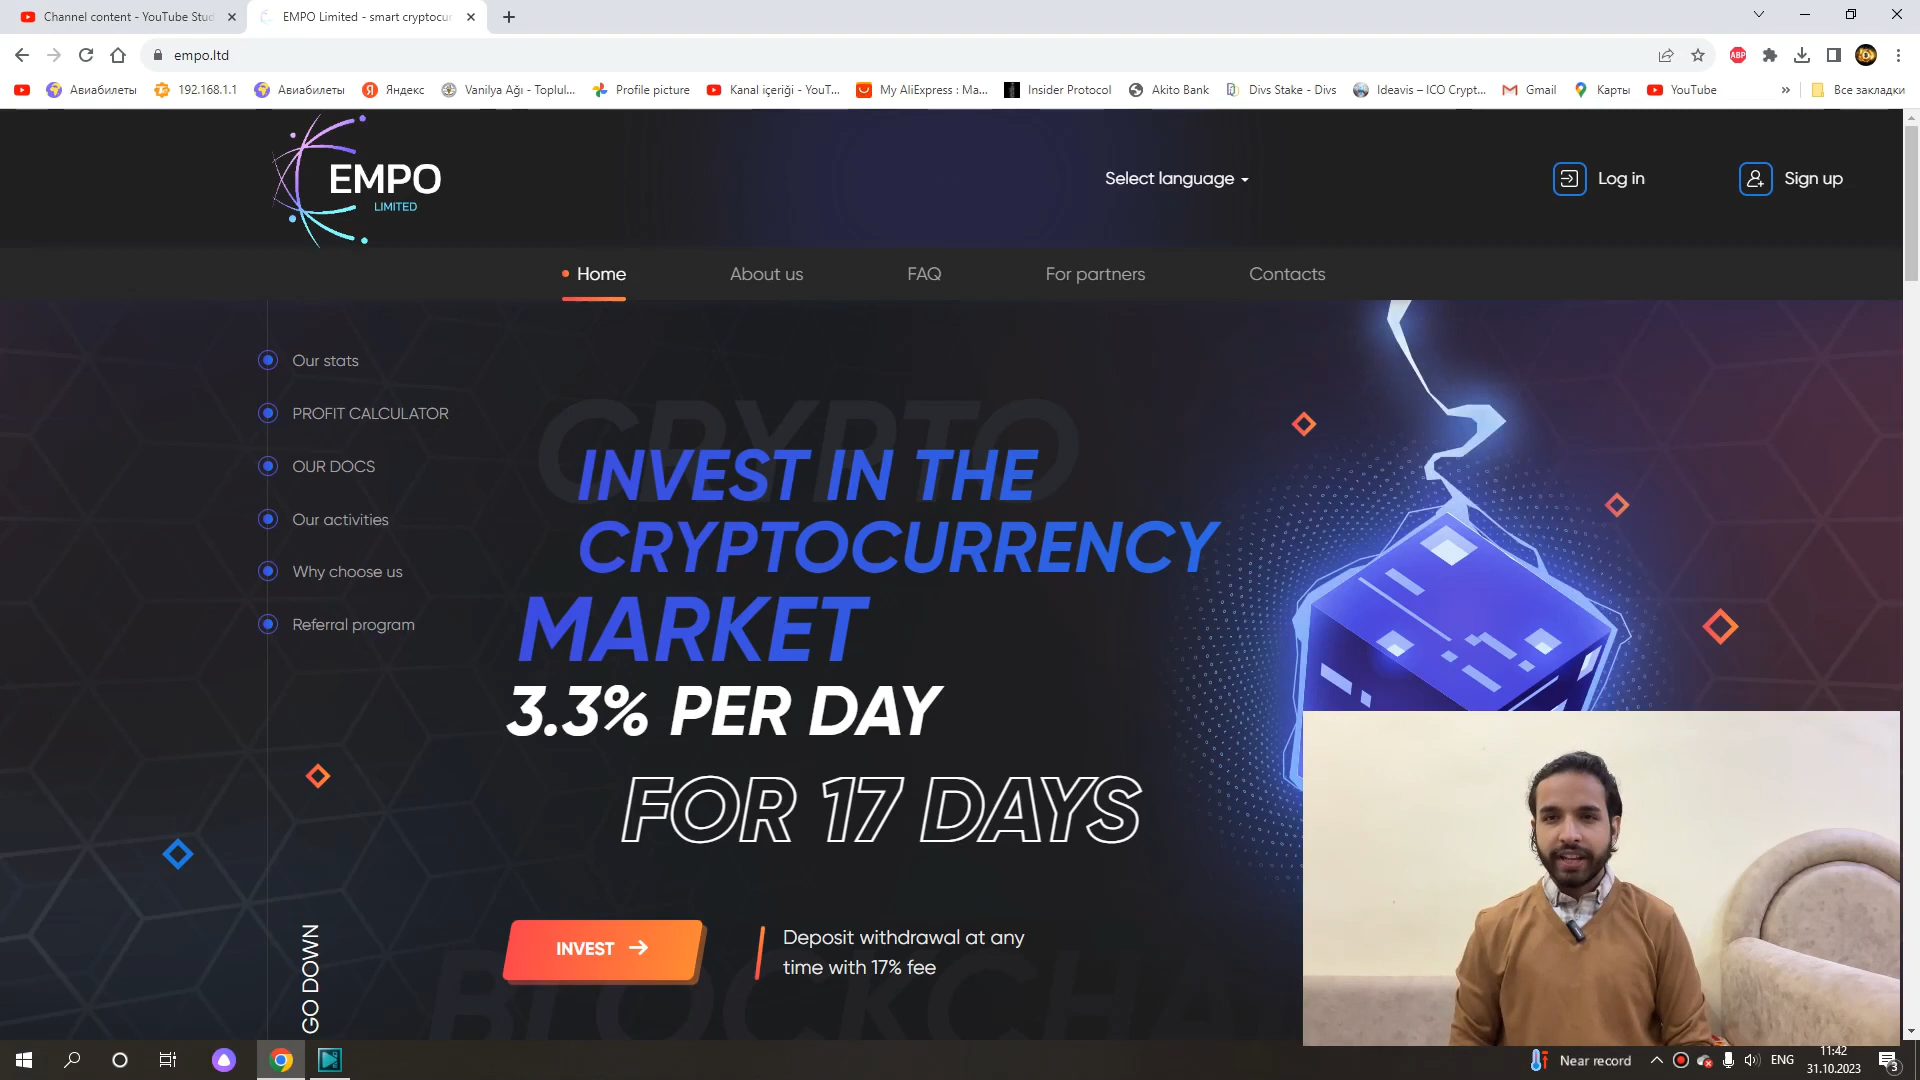 Channel content - YouTube Stud
EMPO Limited - smart cryptocur
empo.ltd
ABP
Авиабилеты
192.168.1.1
Авиабилеты
Яндекс
Vanilya Ağı - Toplul...
Profile picture
Kanal içeriği - YouT...
My AliExpress : Ma...
Insider Protocol
Akito Bank
Divs Stake - Divs
Ideavis – ICO Crypt...
Gmail
Карты
YouTube
»
Все закладки
EMPO
LIMITED
Select language
Log in
Sign up
Home
About us
FAQ
For partners
Contacts
Our stats
PROFIT CALCULATOR
OUR DOCS
Our activities
Why choose us
Referral program
CRYPTO
INVEST IN THE
CRYPTOCURRENCY
MARKET
3.3% PER DAY
FOR 17 DAYS
INVEST
Deposit withdrawal at any
time with 17% fee
GO DOWN
Near record
ENG
11:42
31.10.2023
3